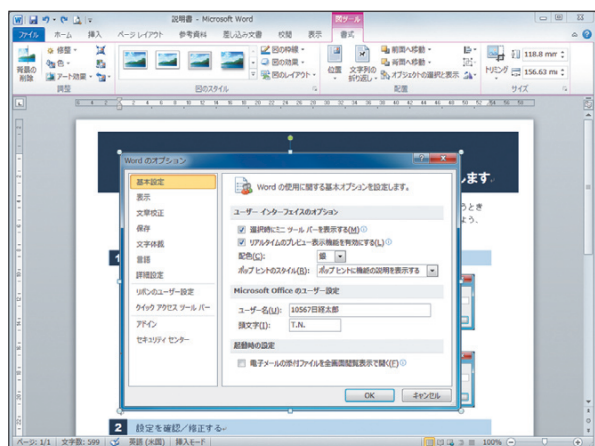 説明書 - Microsoft Word
図ツール
ファイル ホーム 挿入 ページ レイアウト 参考資料 差し込み文書 校閲 表示 書式
背景の削除
修整
色
アート効果
調整
図の枠線
図の効果
図のレイアウト
図のスタイル
位置
文字列の折り返し
前面へ移動
背面へ移動
オブジェクトの選択と表示
配置
トリミング
118.8 mm
156.63 mm
サイズ
Word のオプション
基本設定
表示
文章校正
保存
文字体裁
言語
詳細設定
リボンのユーザー設定
クイック アクセス ツール バー
アドイン
セキュリティ センター
Word の使用に関する基本オプションを設定します。
ユーザー インターフェイスのオプション
選択時にミニ ツール バーを表示する(M)
リアルタイムのプレビュー表示機能を有効にする(L)
配色(C): 銀
ポップ ヒントのスタイル(R): ポップ ヒントに機能の説明を表示する
Microsoft Office のユーザー設定
ユーザー名(U): 10567日経太郎
頭文字(I): T.N.
起動時の設定
電子メールの添付ファイルを全画面閲覧表示で開く(F)
OK キャンセル
します
うとき
よう、
1
2 設定を確認/修正する
ページ: 1/1 文字数: 599 英語 (米国) 挿入モード 100%